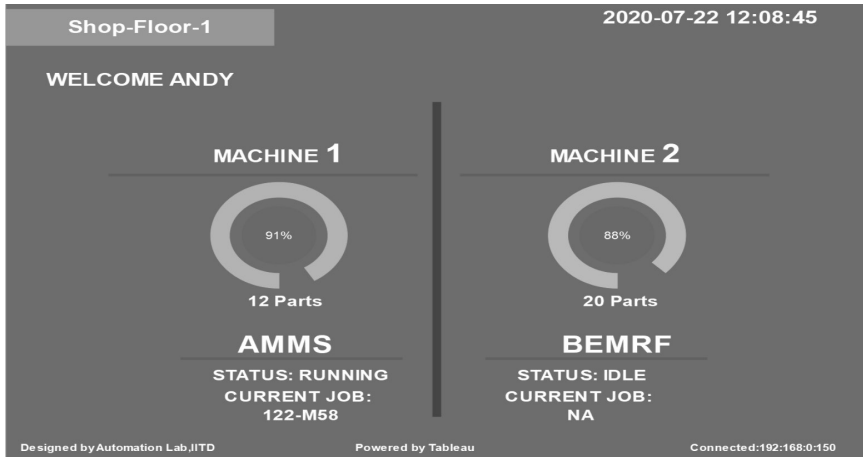 Shop-Floor-1
2020-07-22 12:08:45
WELCOME ANDY
MACHINE 1
91%
12 Parts
AMMS
STATUS: RUNNING
CURRENT JOB:
122-M58
MACHINE 2
88%
20 Parts
BEMRF
STATUS: IDLE
CURRENT JOB:
NA
Designed by Automation Lab,IITD
Powered by Tableau
Connected:192:168:0:150